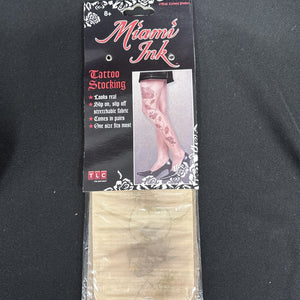 8+
Miami
Ink
Tattoo
Stocking
Looks real
Slip on, slip off
stretchable fabric
Comes in pairs
One size fits most
TLC